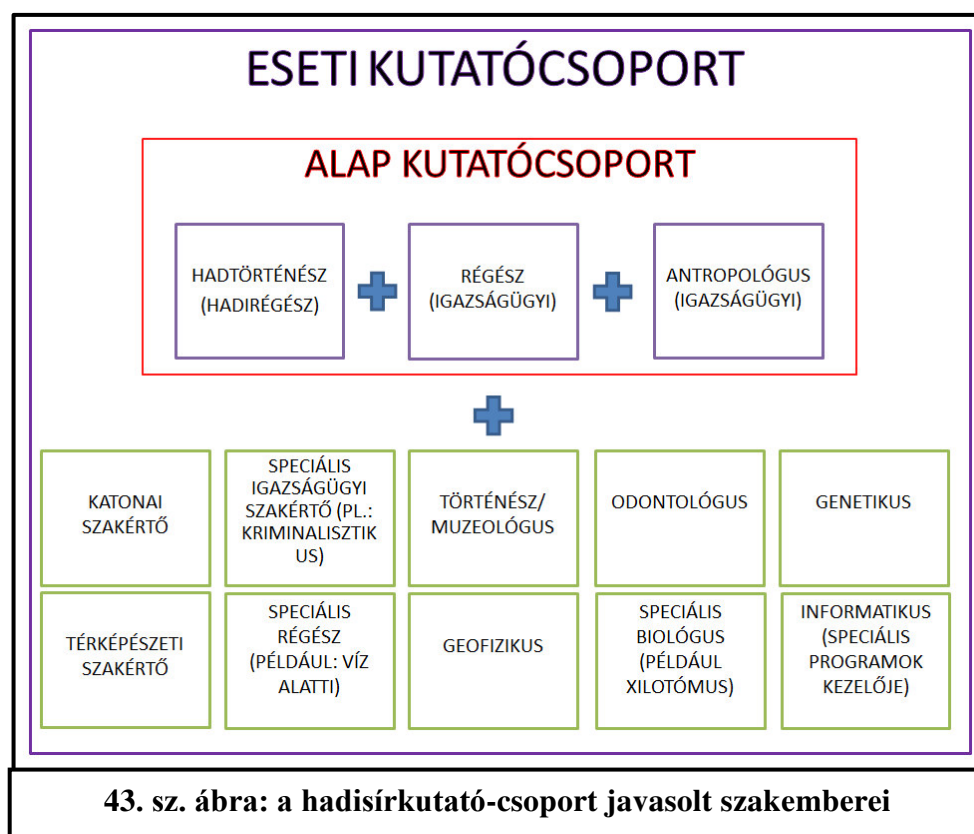 ESETI KUTATÓCSOPORT
ALAP KUTATÓCSOPORT
HADTÖRTÉNÉSZ
(HADIRÉGÉSZ)
RÉGÉSZ
(IGAZSÁGÜGYI)
ANTROPOLÓGUS
(IGAZSÁGÜGYI)
KATONAI
SZAKÉRTŐ
SPECIÁLIS
IGAZSÁGÜGYI
SZAKÉRTŐ (PL.:
KRIMINALISZTIK
US)
TÖRTÉNÉSZ/
MUZEOLÓGUS
ODONTOLÓGUS
GENETIKUS
TÉRKÉPÉSZETI
SZAKÉRTŐ
SPECIÁLIS
RÉGÉSZ
(PÉLDÁUL: VÍZ
ALATTI)
GEOFIZIKUS
SPECIÁLIS
BIOLÓGUS
(PÉLDÁUL
XILOTÓMUS)
INFORMATIKUS
(SPECIÁLIS
PROGRAMOK
KEZELŐJE)
43. sz. ábra: a hadisírkutató-csoport javasolt szakemberei